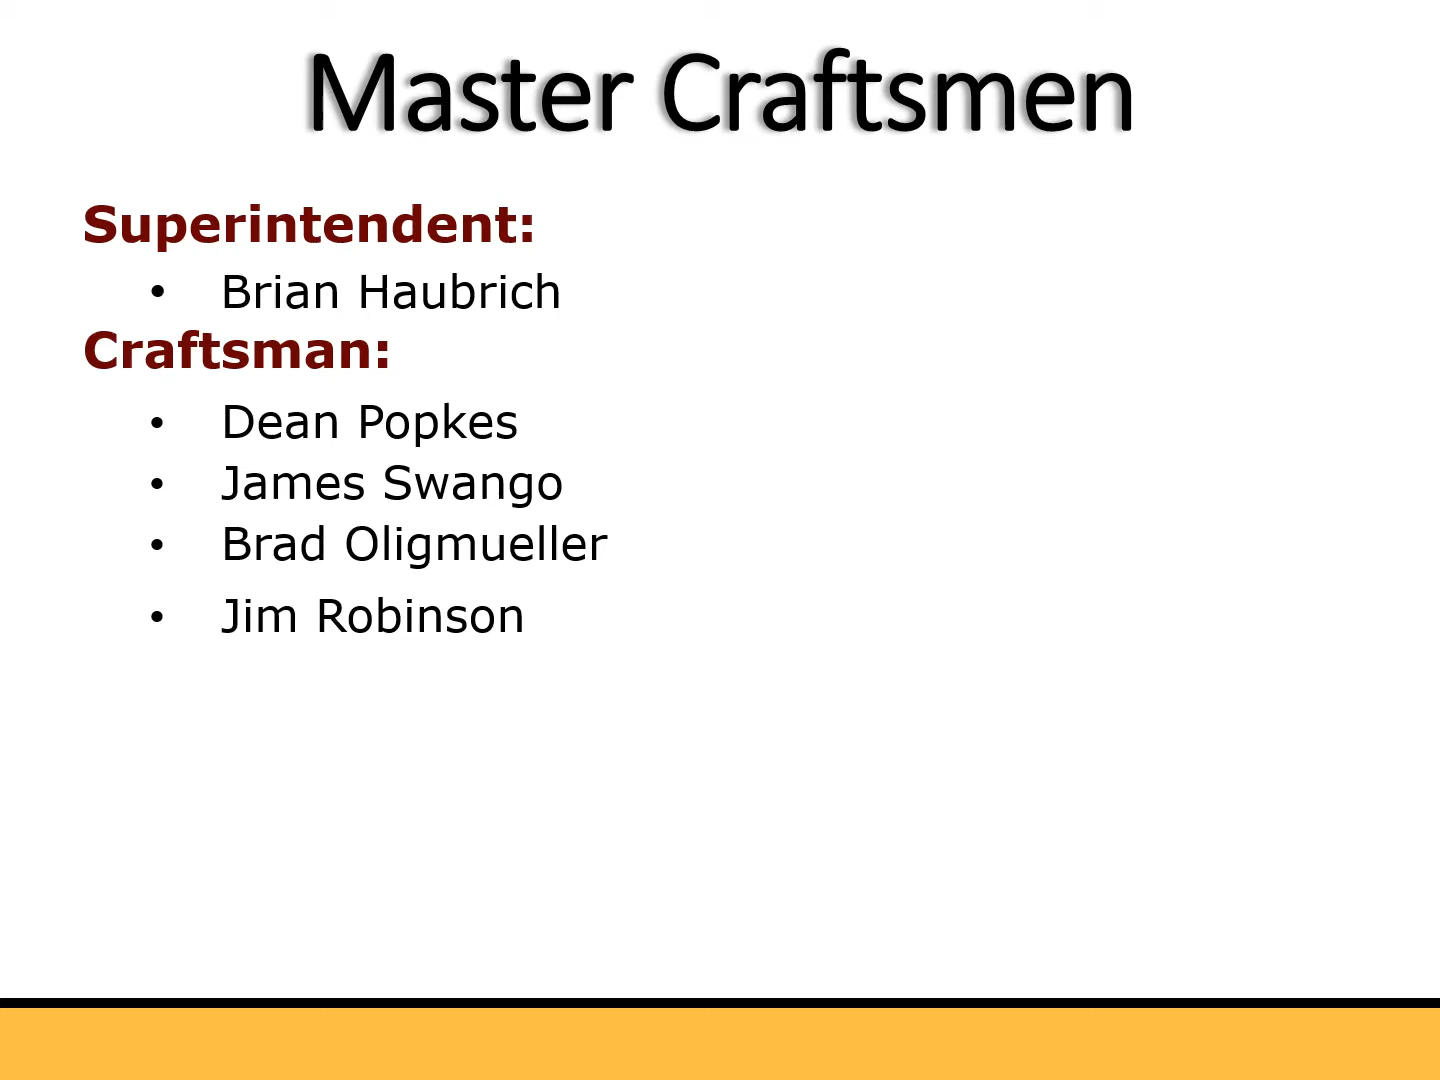 Master Craftsmen
Superintendent:
• Brian Haubrich
Craftsman:
• Dean Popkes
• James Swango
• Brad Oligmueller
• Jim Robinson